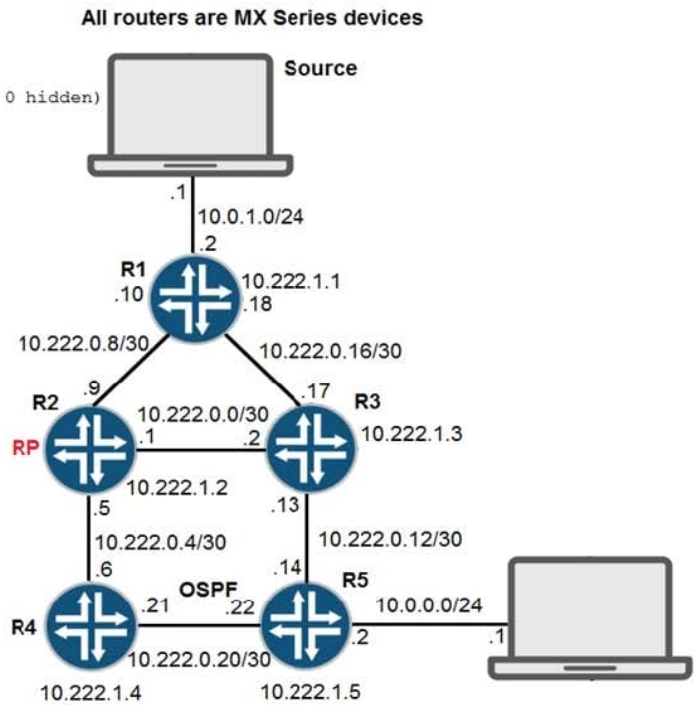 All routers are MX Series devices
Source
0 hidden)
.1
10.0.1.0/24
.2
R1
10.222.1.1
.10
.18
10.222.0.8/30
10.222.0.16/30
.9
.17
R2
R3
10.222.0.0/30
10.222.1.3
RP
.1
.2
10.222.1.2
.5
.13
10.222.0.4/30
10.222.0.12/30
.6
.14
OSPF
R5
.21
.22
10.0.0.0/24
R4
.2
.1
10.222.0.20/30
10.222.1.4
10.222.1.5